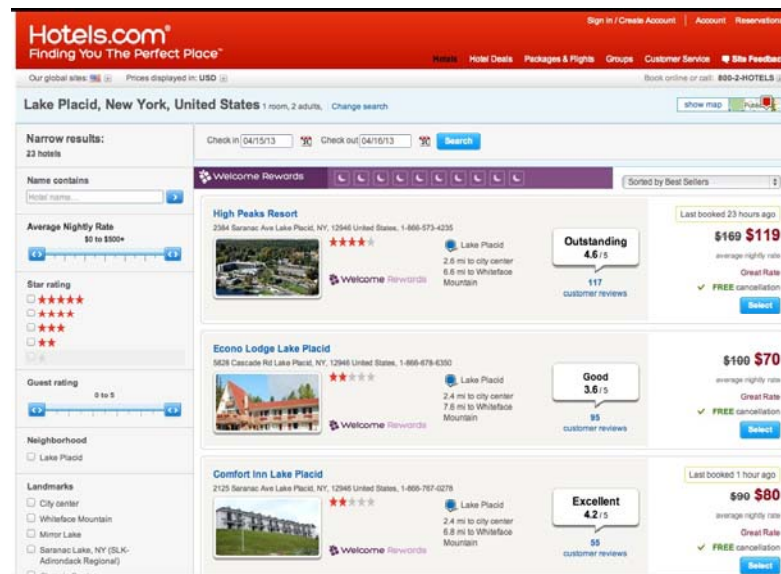 Sign in / Create Account | Account Reservations
Hotels.com®
Finding You The Perfect Place™
Hotels Hotel Deals Packages & Flights Groups Customer Service Site Feedback
Our global sites: Prices displayed in: USD
Book online or call: 800-2-HOTELS
Lake Placid, New York, United States 1 room, 2 adults, Change search
show map
Narrow results:
23 hotels
Check in 04/15/13 Check out 04/16/13 Search
Name contains
Hotel name...
Welcome Rewards
Sorted by Best Sellers
Average Nightly Rate
$0 to $500+
Star rating
Guest rating
0 to 5
Neighborhood
Lake Placid
Landmarks
City center
Whiteface Mountain
Mirror Lake
Saranac Lake, NY (SLK-
Adirondack Regional)
High Peaks Resort
2384 Saranac Ave Lake Placid, NY, 12946 United States, 1-866-573-4235
Lake Placid
2.6 mi to city center
6.6 mi to Whiteface
Mountain
Welcome Rewards
Outstanding
4.6 / 5
117
customer reviews
Last booked 23 hours ago
$169 $119
average nightly rate
Great Rate
FREE cancellation
Select
Econo Lodge Lake Placid
5828 Cascade Rd Lake Placid, NY, 12946 United States, 1-866-678-6350
Lake Placid
2.4 mi to city center
7.6 mi to Whiteface
Mountain
Welcome Rewards
Good
3.6 / 5
95
customer reviews
$100 $70
average nightly rate
Great Rate
FREE cancellation
Select
Comfort Inn Lake Placid
2125 Saranac Ave Lake Placid, NY, 12946 United States, 1-866-767-0278
Lake Placid
2.4 mi to city center
6.8 mi to Whiteface
Mountain
Welcome Rewards
Excellent
4.2 / 5
55
customer reviews
Last booked 1 hour ago
$90 $80
average nightly rate
Great Rate
FREE cancellation
Select